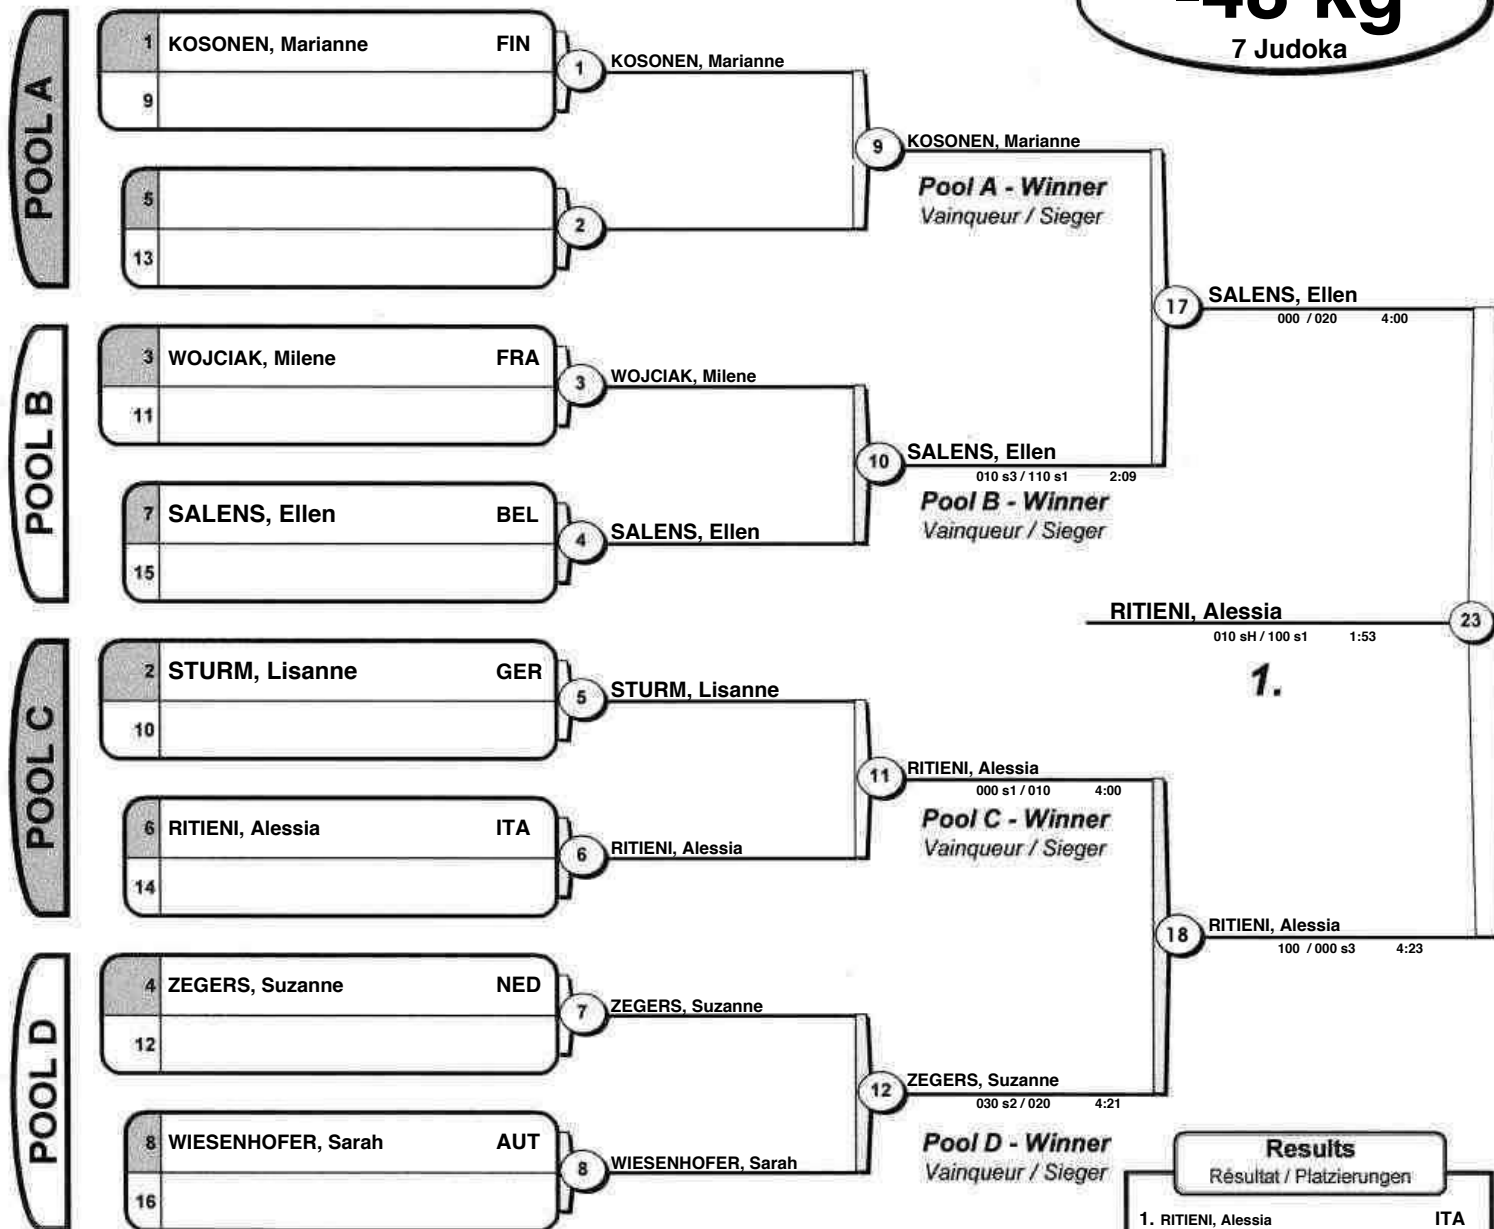 -48 kg
7 Judoka
POOL A
1 KOSONEN, Marianne FIN
9
1 KOSONEN, Marianne
5
13
2
9 KOSONEN, Marianne
Pool A - Winner
Vainqueur / Sieger
POOL B
3 WOJCIAK, Milene FRA
11
3 WOJCIAK, Milene
7 SALENS, Ellen BEL
15
4 SALENS, Ellen
10 SALENS, Ellen
010 s3 / 110 s1 2:09
Pool B - Winner
Vainqueur / Sieger
17 SALENS, Ellen
000 / 020 4:00
RITIENI, Alessia 23
010 sH / 100 s1 1:53
1.
POOL C
2 STURM, Lisanne GER
10
5 STURM, Lisanne
6 RITIENI, Alessia ITA
14
6 RITIENI, Alessia
11 RITIENI, Alessia
000 s1 / 010 4:00
Pool C - Winner
Vainqueur / Sieger
18 RITIENI, Alessia
100 / 000 s3 4:23
POOL D
4 ZEGERS, Suzanne NED
12
7 ZEGERS, Suzanne
8 WIESENHOFER, Sarah AUT
16
8 WIESENHOFER, Sarah
12 ZEGERS, Suzanne
030 s2 / 020 4:21
Pool D - Winner
Vainqueur / Sieger
Results
Résultat / Platzierungen
1. RITIENI, Alessia ITA